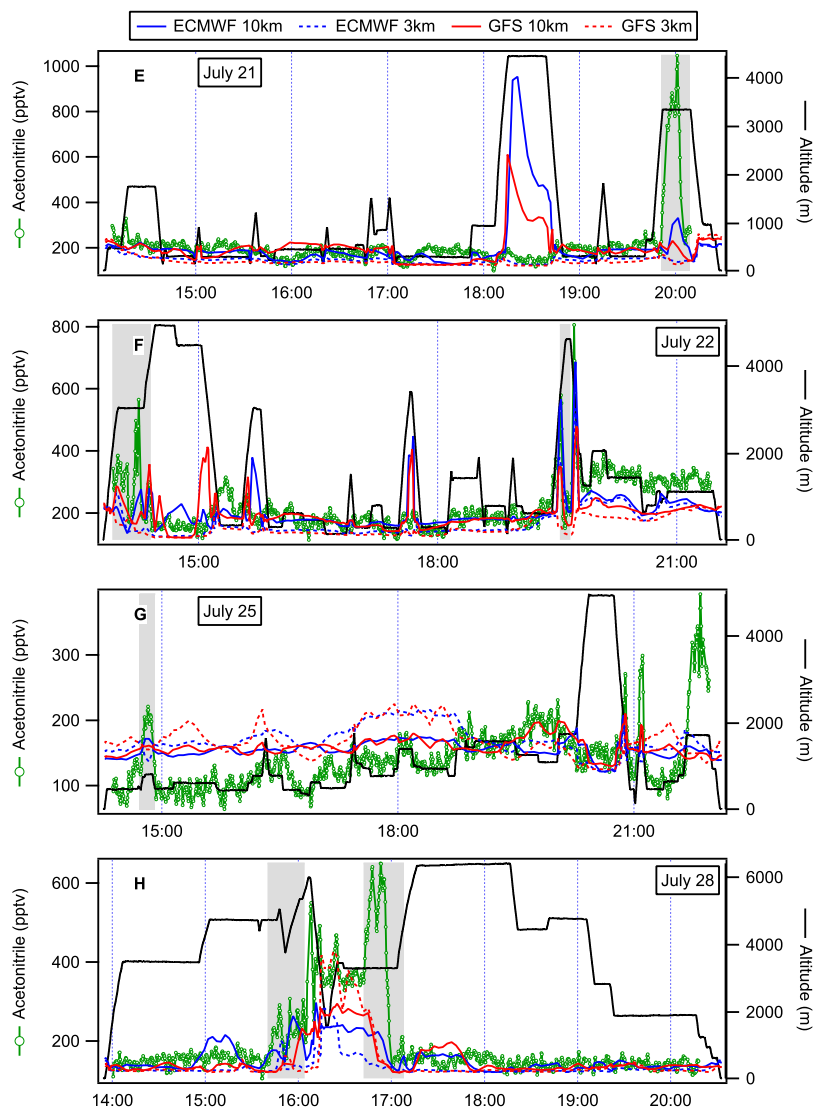 ECMWF 10km ECMWF 3km GFS 10km GFS 3km
E
July 21
Acetonitrile (pptv)
1000
800
600
400
200
4000
3000
2000
1000
0
Altitude (m)
15:00 16:00 17:00 18:00 19:00 20:00
F
July 22
Acetonitrile (pptv)
800
600
400
200
4000
2000
0
Altitude (m)
15:00 18:00 21:00
G
July 25
Acetonitrile (pptv)
300
200
100
4000
2000
0
Altitude (m)
15:00 18:00 21:00
H
July 28
Acetonitrile (pptv)
600
400
200
6000
4000
2000
0
Altitude (m)
14:00 15:00 16:00 17:00 18:00 19:00 20:00